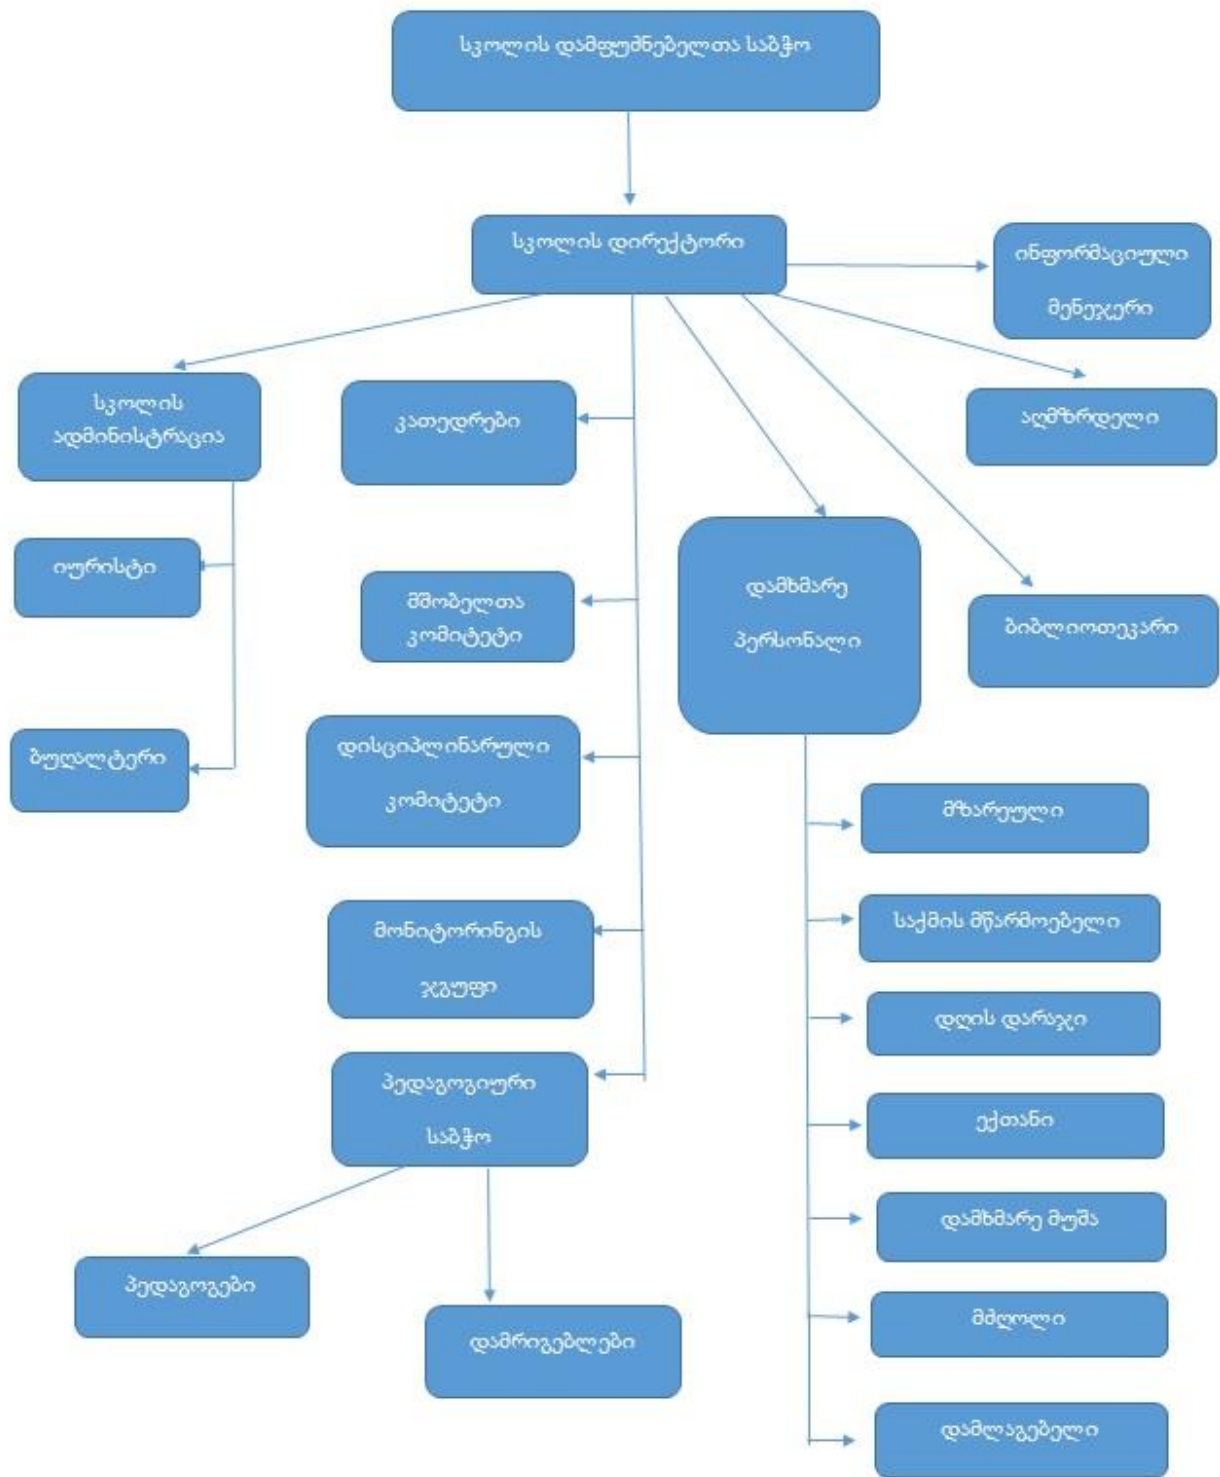 სკოლის დამფუძნებელთა საბჭო
სკოლის დირექტორი
ინფორმაციული
მენეჯერი
სკოლის
ადმინისტრაცია
კათედრები
აღმზრდელი
იურისტი
მშობელთა
კომიტეტი
დამხმარე
პერსონალი
ბიბლიოთეკარი
ბუღალტერი
დისციპლინარული
კომიტეტი
მზარეული
მონიტორინგის
ჯგუფი
საქმის მწარმოებელი
დღის დარაჯი
პედაგოგიური
საბჭო
ექთანი
დამხმარე მუშა
პედაგოგები
დამრიგებლები
მძღოლი
დამლაგებელი